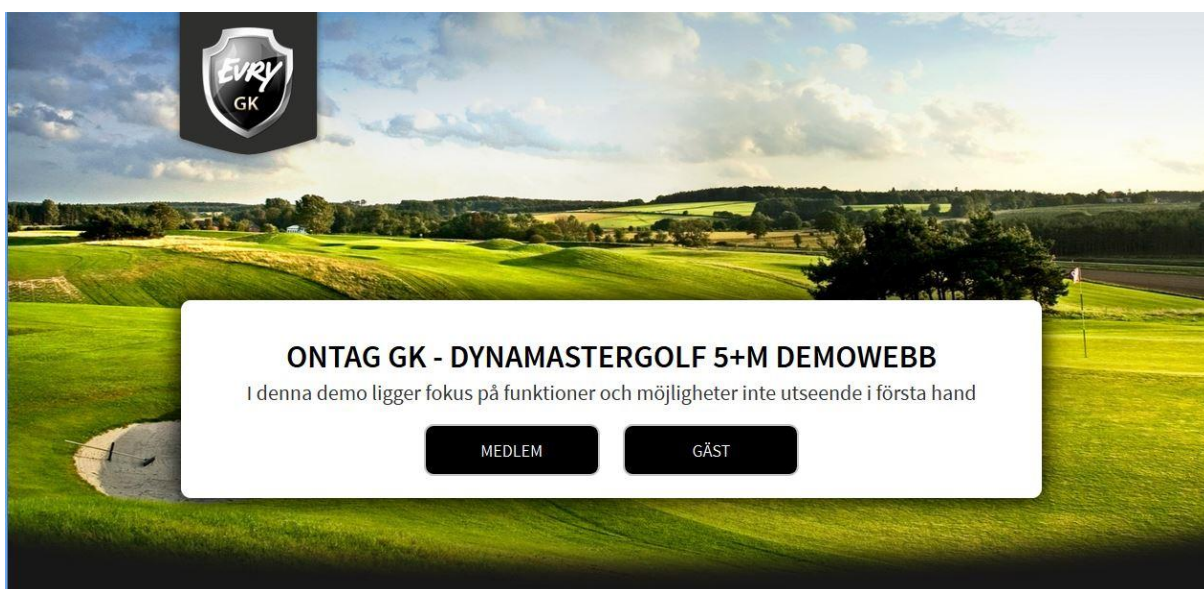 EVRY
GK
ONTAG GK - DYNAMASTERGOLF 5+M DEMOWEBB
I denna demo ligger fokus på funktioner och möjligheter inte utseende i första hand
MEDLEM
GÄST